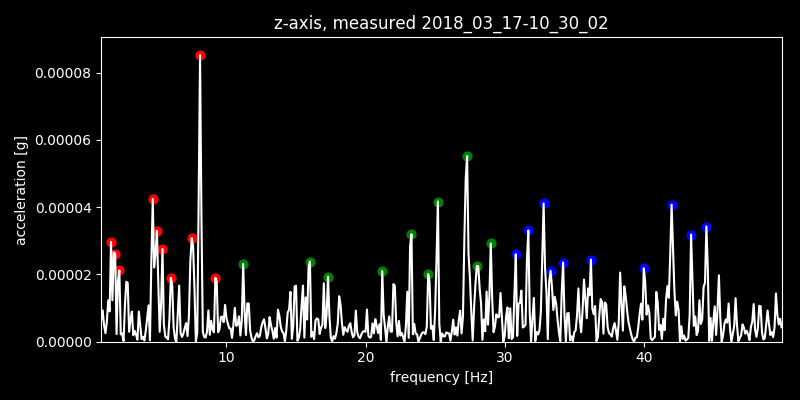 z-axis, measured 2018_03_17-10_30_02
acceleration [g]
0.00008
0.00006
0.00004
0.00002
0.00000
10 20 30 40
frequency [Hz]